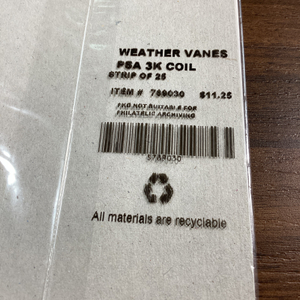 WEATHER VANES
PSA 3K COIL
STRIP OF 25
ITEM # 789030 $11.25
PKG NOT SUITABLE FOR
PHILATELIC ARCHIVING
5789030
All materials are recyclable